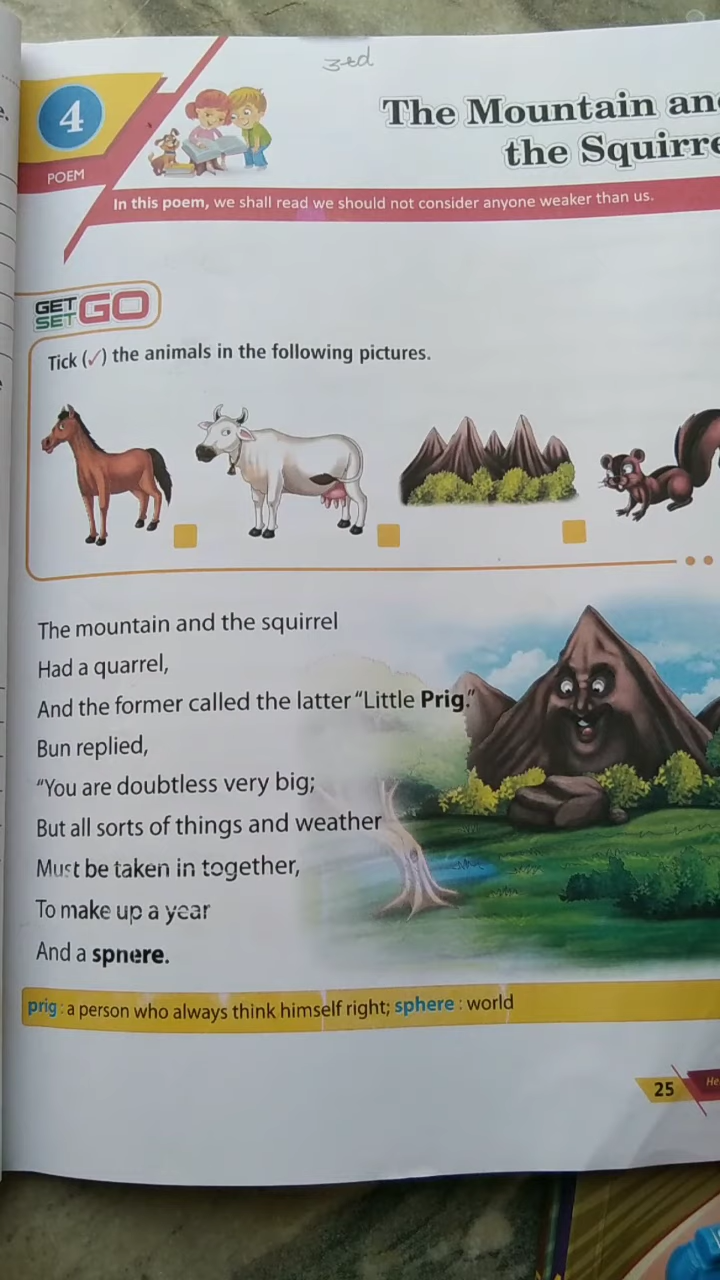 3rd
4
POEM
The Mountain an
the Squirre
In this poem, we shall read we should not consider anyone weaker than us.
GET SET GO
Tick (✓) the animals in the following pictures.
The mountain and the squirrel
Had a quarrel,
And the former called the latter “Little Prig.”
Bun replied,
“You are doubtless very big;
But all sorts of things and weather
Must be taken in together,
To make up a year
And a sphere.
prig : a person who always think himself right; sphere : world
25
He